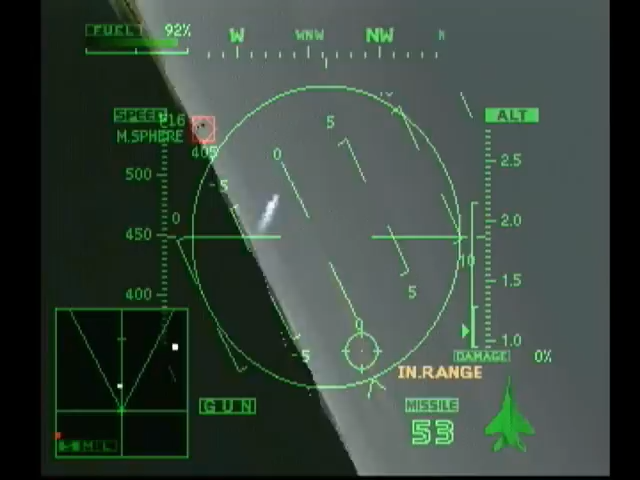 FUEL 92%
W WNW NW N
SPEED
F16
M.SPHERE
405
ALT
5
0
-5
500
450
400
0
2.5
2.0
1.5
1.0
10
5
0
-5
DAMAGE 0%
IN.RANGE
GUN
MISSILE
53